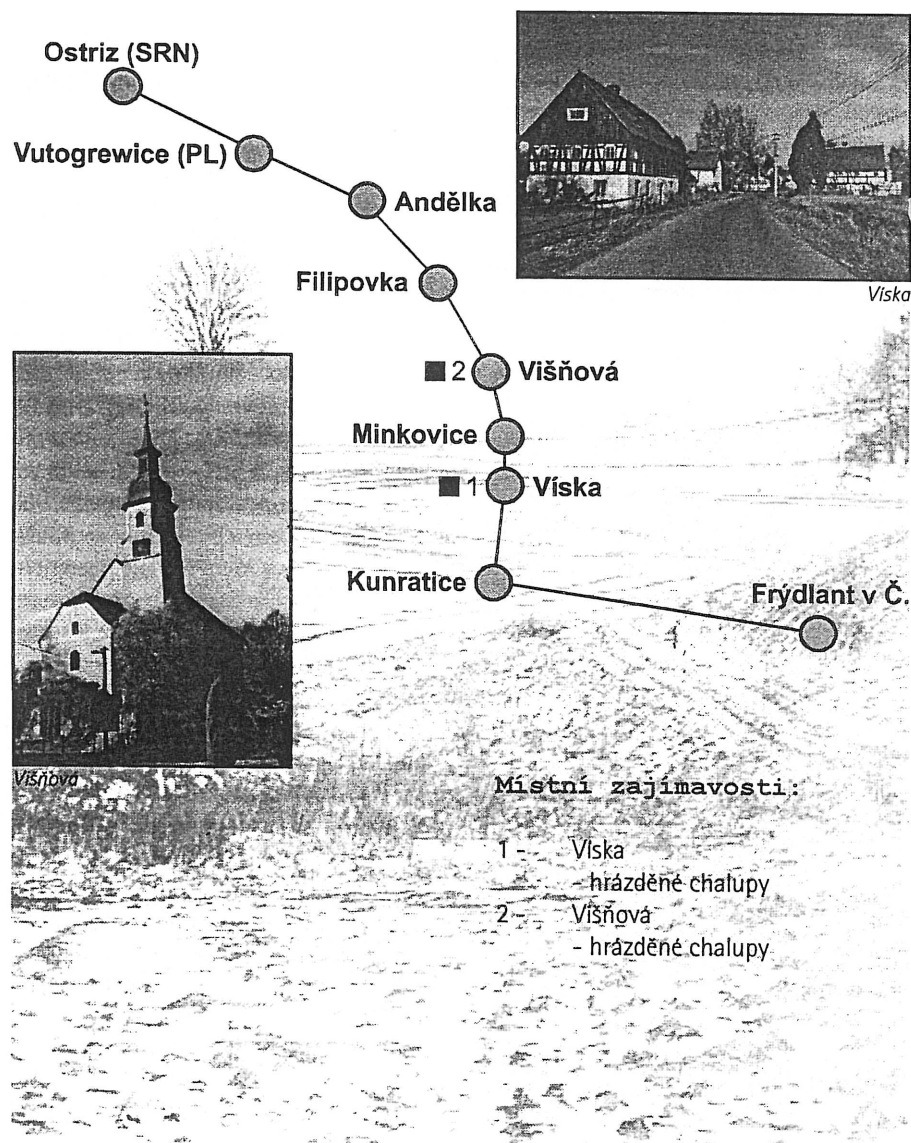 Ostriz (SRN)
Vutogrewice (PL)
Andělka
Filipovka
Víska
2 Višňová
Minkovice
1 Víska
Kunratice
Frýdlant v Č.
Višňová
Místní zajímavosti:
1 - Víska
- hrázděné chalupy
2 - Višňová
- hrázděné chalupy